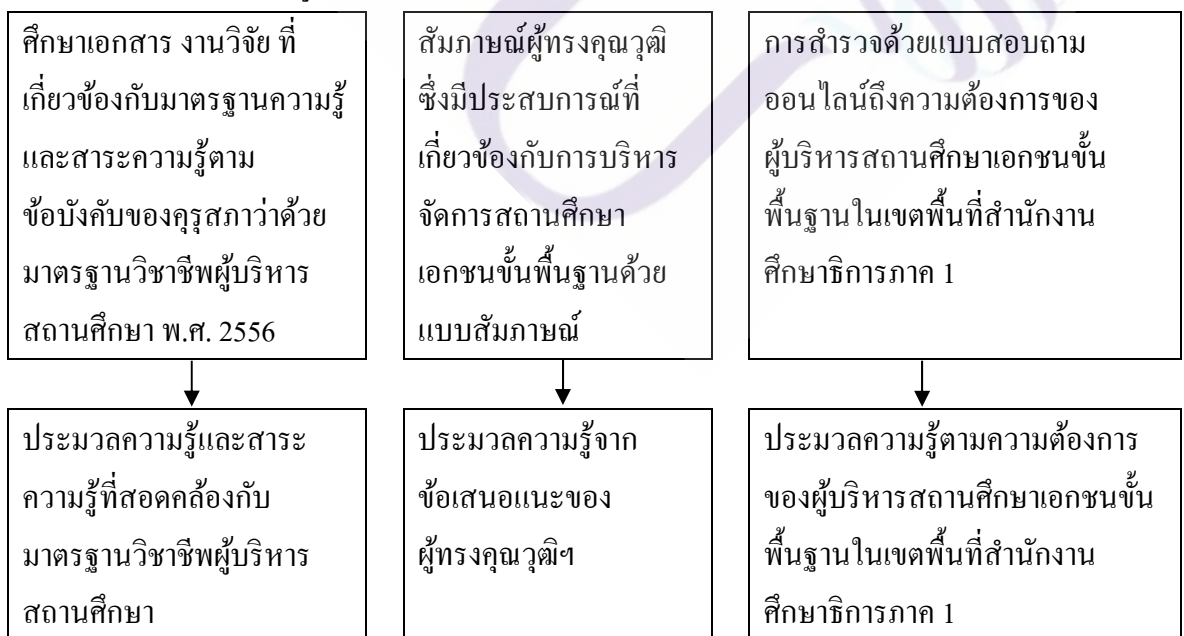 ศึกษาเอกสาร งานวิจัย ที่
เกี่ยวข้องกับมาตรฐานความรู้
และสาระความรู้ตาม
ข้อบังคับของคุรุสภาว่าด้วย
มาตรฐานวิชาชีพผู้บริหาร
สถานศึกษา พ.ศ. 2556
สัมภาษณ์ผู้ทรงคุณวุฒิ
ซึ่งมีประสบการณ์ที่
เกี่ยวข้องกับการบริหาร
จัดการสถานศึกษา
เอกชนขั้นพื้นฐานด้วย
แบบสัมภาษณ์
การสำรวจด้วยแบบสอบถาม
ออนไลน์ถึงความต้องการของ
ผู้บริหารสถานศึกษาเอกชนขั้น
พื้นฐานในเขตพื้นที่สำนักงาน
ศึกษาธิการภาค 1
ประมวลความรู้และสาระ
ความรู้ที่สอดคล้องกับ
มาตรฐานวิชาชีพผู้บริหาร
สถานศึกษา
ประมวลความรู้จาก
ข้อเสนอแนะของ
ผู้ทรงคุณวุฒิฯ
ประมวลความรู้ตามความต้องการ
ของผู้บริหารสถานศึกษาเอกชนขั้น
พื้นฐานในเขตพื้นที่สำนักงาน
ศึกษาธิการภาค 1